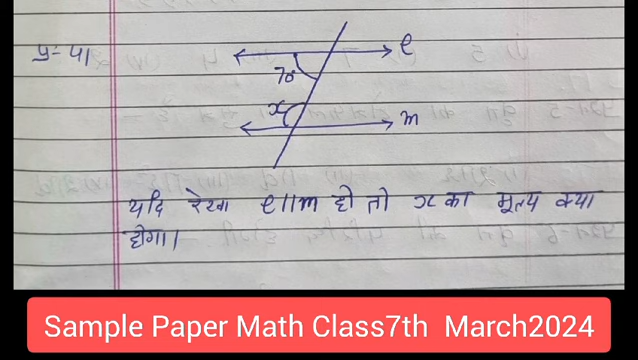 प्र- 41
l
70°
x
m
यदि रेखा l||m हो तो x का मूल्य क्या
होगा।
Sample Paper Math Class7th March2024